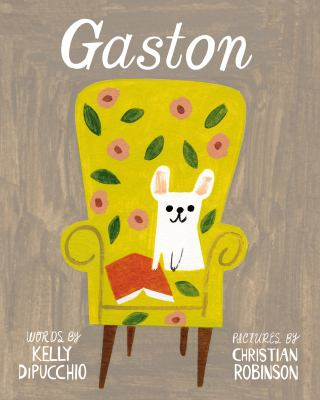 Gaston
WORDS BY
KELLY
DiPUCCHIO
PICTURES BY
CHRISTIAN
ROBINSON